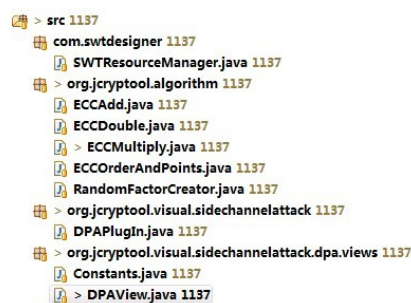 > src 1137
com.swtdesigner 1137
SWTResourceManager.java 1137
> org.jcryptool.algorithm 1137
ECCAdd.java 1137
ECCDouble.java 1137
> ECCMultiply.java 1137
ECCOrderAndPoints.java 1137
RandomFactorCreator.java 1137
> org.jcryptool.visual.sidechannelattack 1137
DPAPlugIn.java 1137
> org.jcryptool.visual.sidechannelattack.dpa.views 1137
Constants.java 1137
> DPAView.java 1137